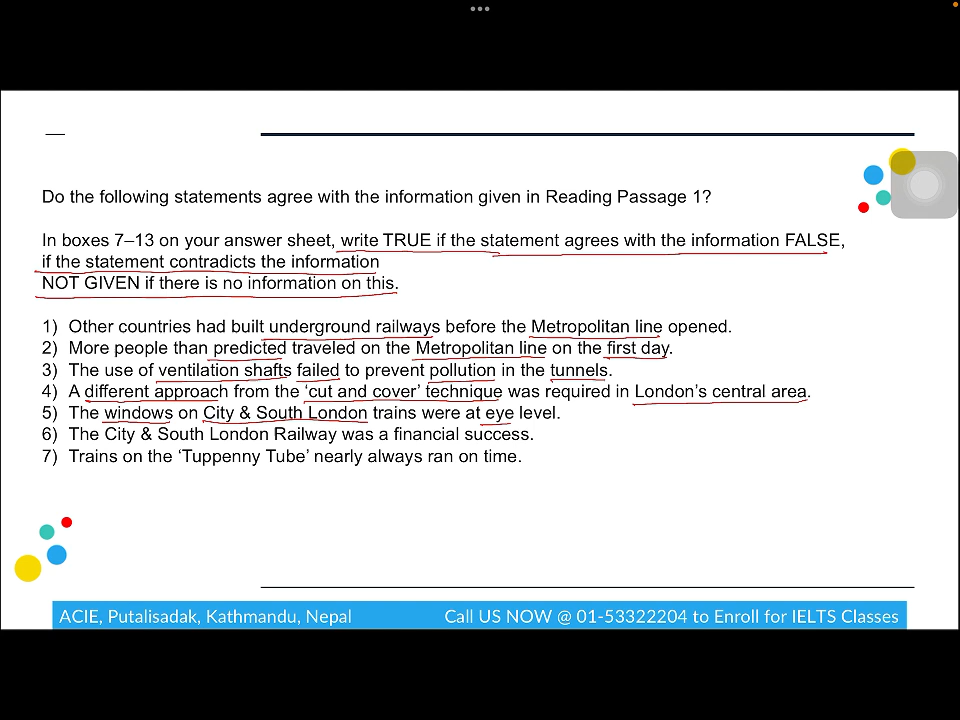 Do the following statements agree with the information given in Reading Passage 1?
In boxes 7–13 on your answer sheet, write TRUE if the statement agrees with the information FALSE,
if the statement contradicts the information
NOT GIVEN if there is no information on this.
1) Other countries had built underground railways before the Metropolitan line opened.
2) More people than predicted traveled on the Metropolitan line on the first day.
3) The use of ventilation shafts failed to prevent pollution in the tunnels.
4) A different approach from the ‘cut and cover’ technique was required in London’s central area.
5) The windows on City & South London trains were at eye level.
6) The City & South London Railway was a financial success.
7) Trains on the ‘Tuppenny Tube’ nearly always ran on time.
ACIE, Putalisadak, Kathmandu, Nepal Call US NOW @ 01-53322204 to Enroll for IELTS Classes